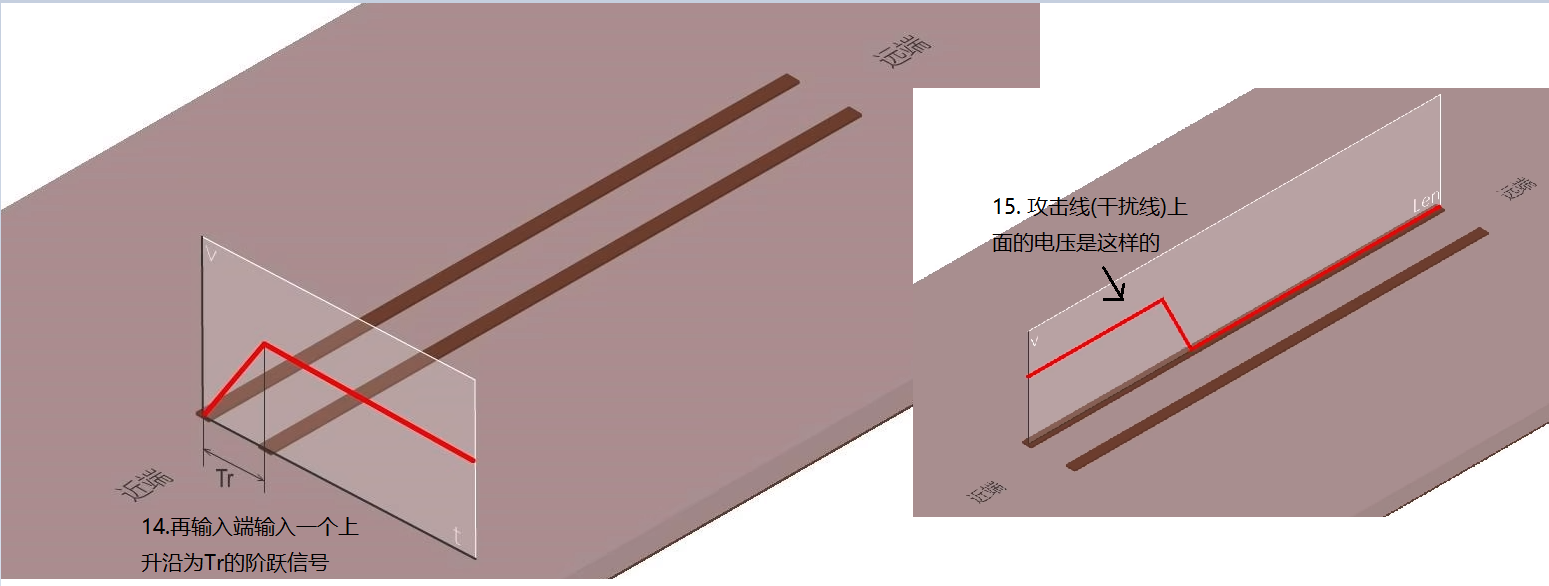 远端
V
Tr
近端
t
14.再输入端输入一个上
升沿为Tr的阶跃信号
15. 攻击线(干扰线)上
面的电压是这样的
远端
Len
v
近端